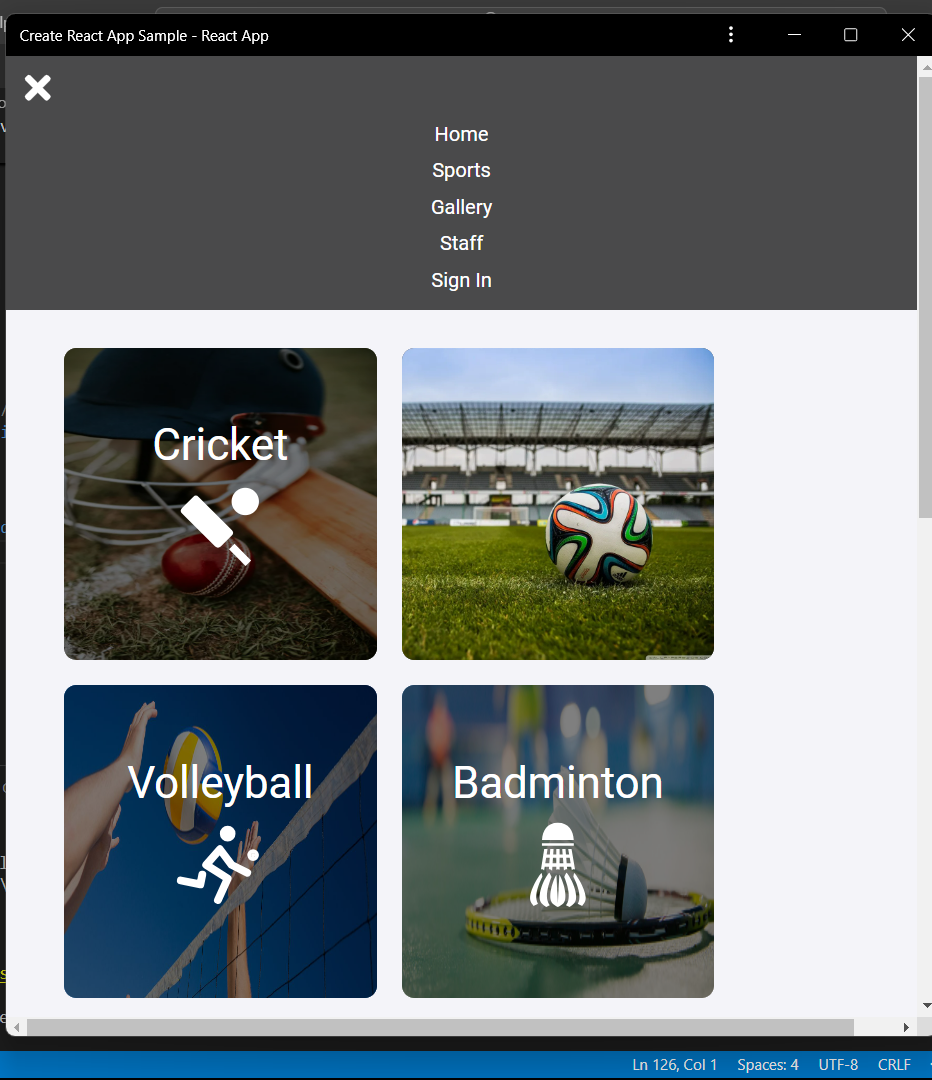 Create React App Sample - React App
Home
Sports
Gallery
Staff
Sign In
Cricket
Volleyball
Badminton
Ln 126, Col 1 Spaces: 4 UTF-8 CRLF